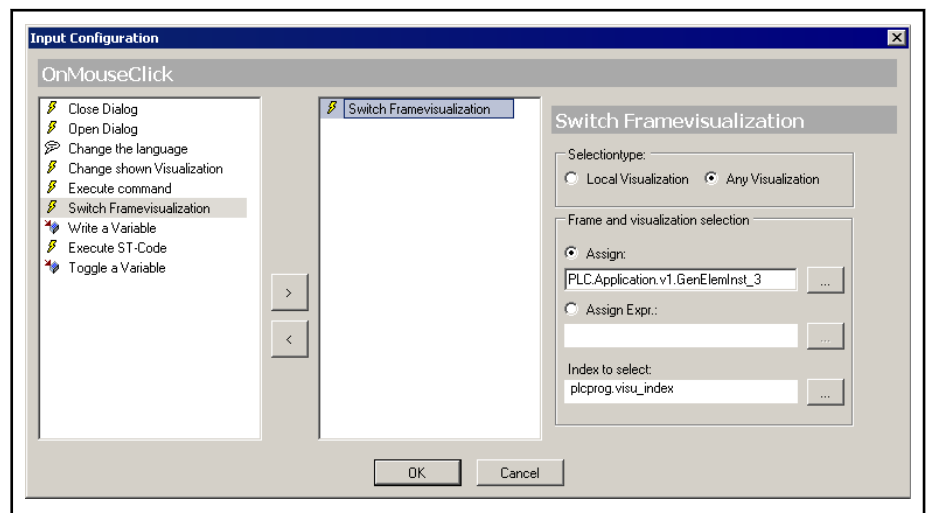 Input Configuration
OnMouseClick
Close Dialog
Open Dialog
Change the language
Change shown Visualization
Execute command
Switch Framevisualization
Write a Variable
Execute ST-Code
Toggle a Variable
>
<
Switch Framevisualization
Switch Framevisualization
Selectiontype:
Local Visualization Any Visualization
Frame and visualization selection
Assign:
PLC.Application.v1.GenElemInst_3 ...
Assign Expr.:
...
Index to select:
plcprog.visu_index ...
OK Cancel